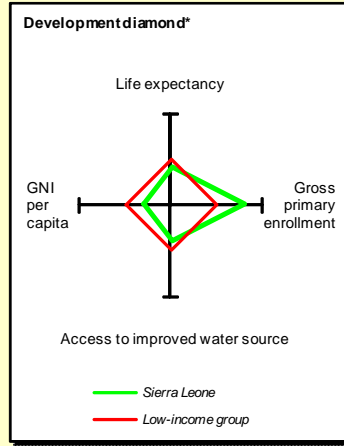 Development diamond*
Life expectancy
GNI
per
capita
Gross
primary
enrollment
Access to improved water source
Sierra Leone
Low-income group